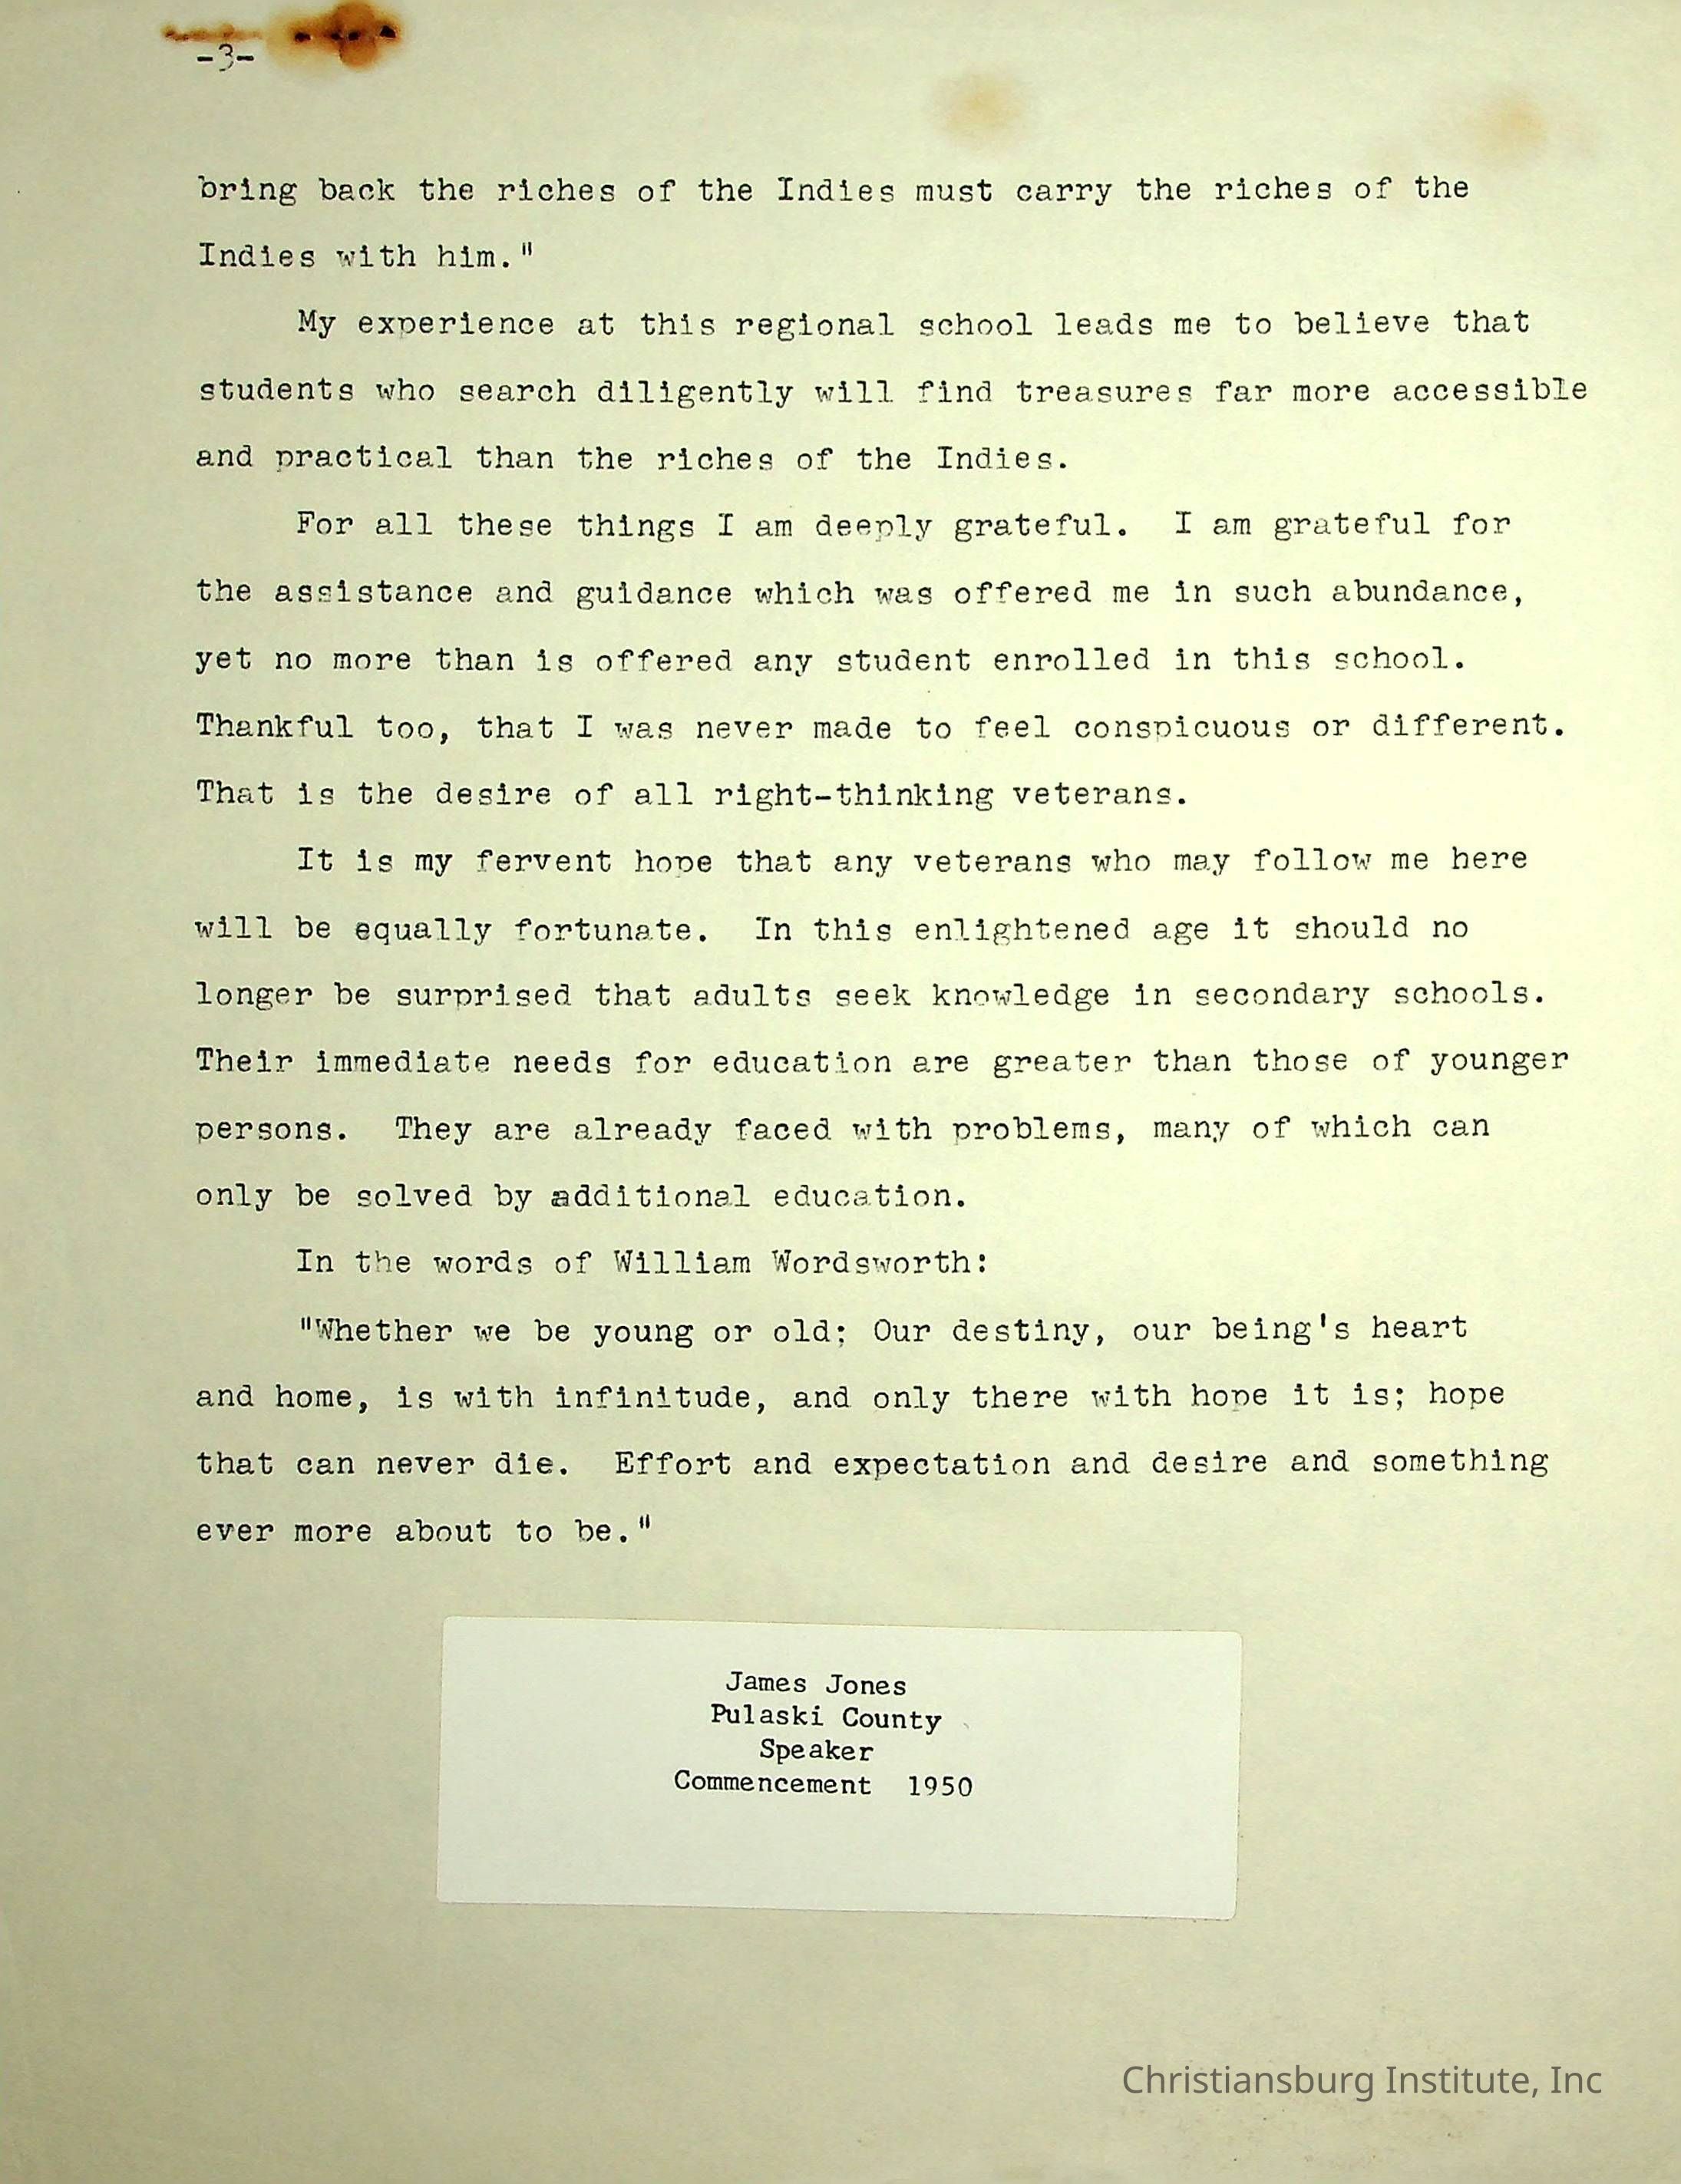 -3-
bring back the riches of the Indies must carry the riches of the
Indies with him."
My experience at this regional school leads me to believe that
students who search diligently will find treasures far more accessible
and practical than the riches of the Indies.
For all these things I am deeply grateful. I am grateful for
the assistance and guidance which was offered me in such abundance,
yet no more than is offered any student enrolled in this school.
Thankful too, that I was never made to feel conspicuous or different.
That is the desire of all right-thinking veterans.
It is my fervent hope that any veterans who may follow me here
will be equally fortunate. In this enlightened age it should no
longer be surprised that adults seek knowledge in secondary schools.
Their immediate needs for education are greater than those of younger
persons. They are already faced with problems, many of which can
only be solved by additional education.
In the words of William Wordsworth:
"Whether we be young or old; Our destiny, our being's heart
and home, is with infinitude, and only there with hope it is; hope
that can never die. Effort and expectation and desire and something
ever more about to be."
James Jones
Pulaski County
Speaker
Commencement 1950
Christiansburg Institute, Inc